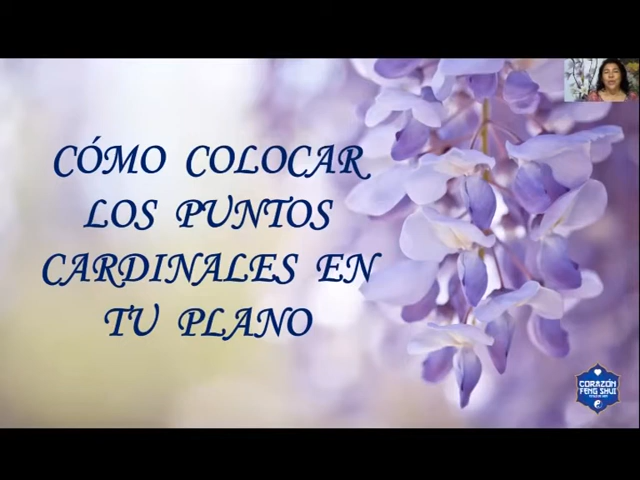 CÓMO COLOCAR
LOS PUNTOS
CARDINALES EN
TU PLANO
CORAZÓN
FENG SHUI